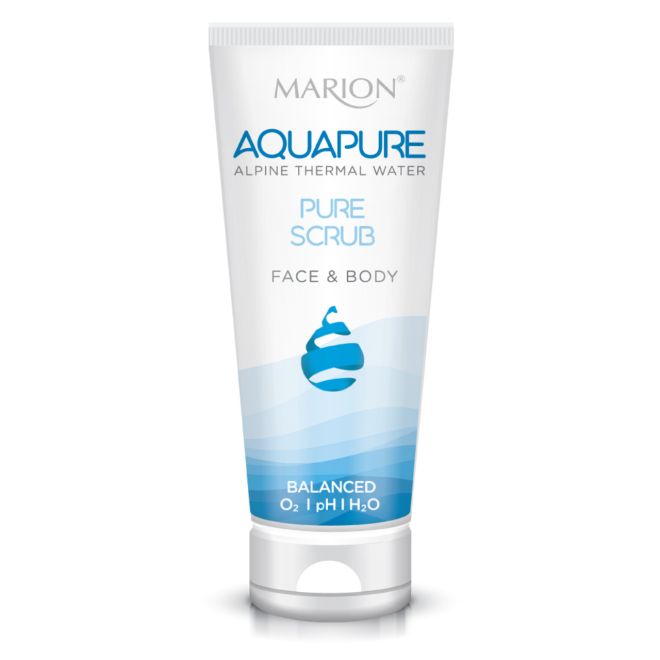 MARION®
AQUAPURE
ALPINE THERMAL WATER
PURE
SCRUB
FACE & BODY
BALANCED
O₂ I pH I H₂O